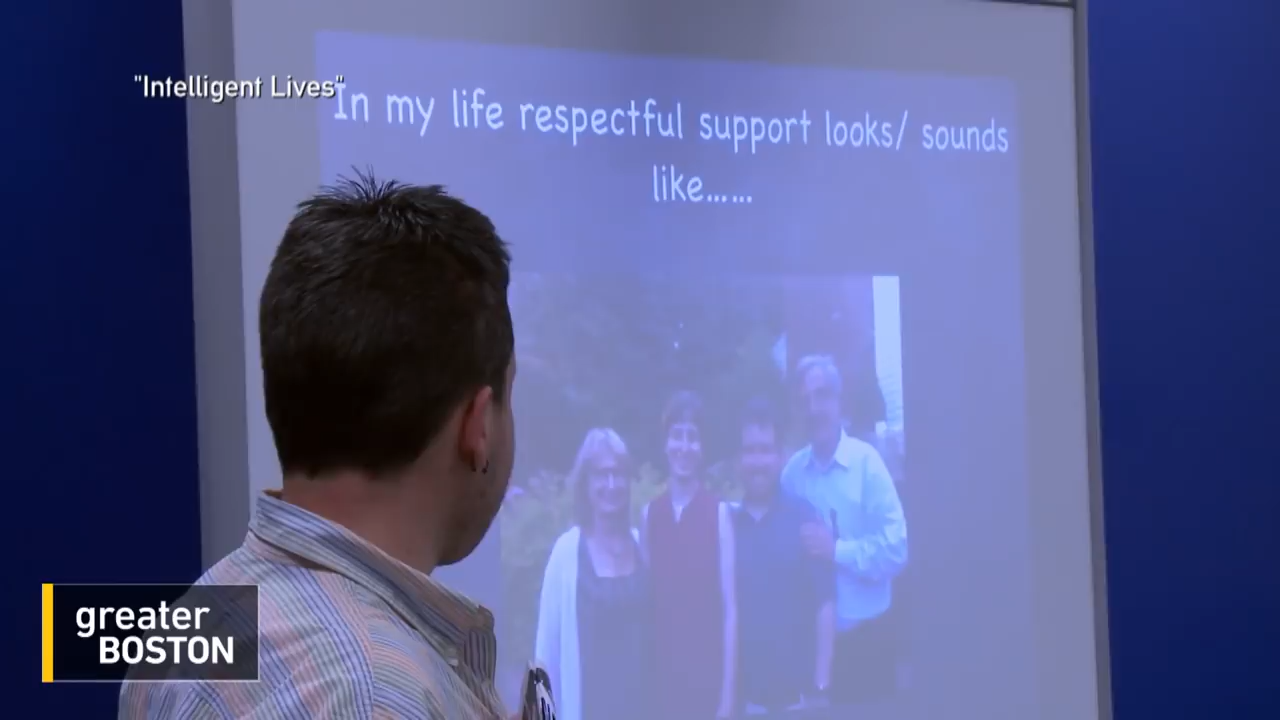 "Intelligent Lives"
In my life respectful support looks/ sounds
like......
greater
BOSTON